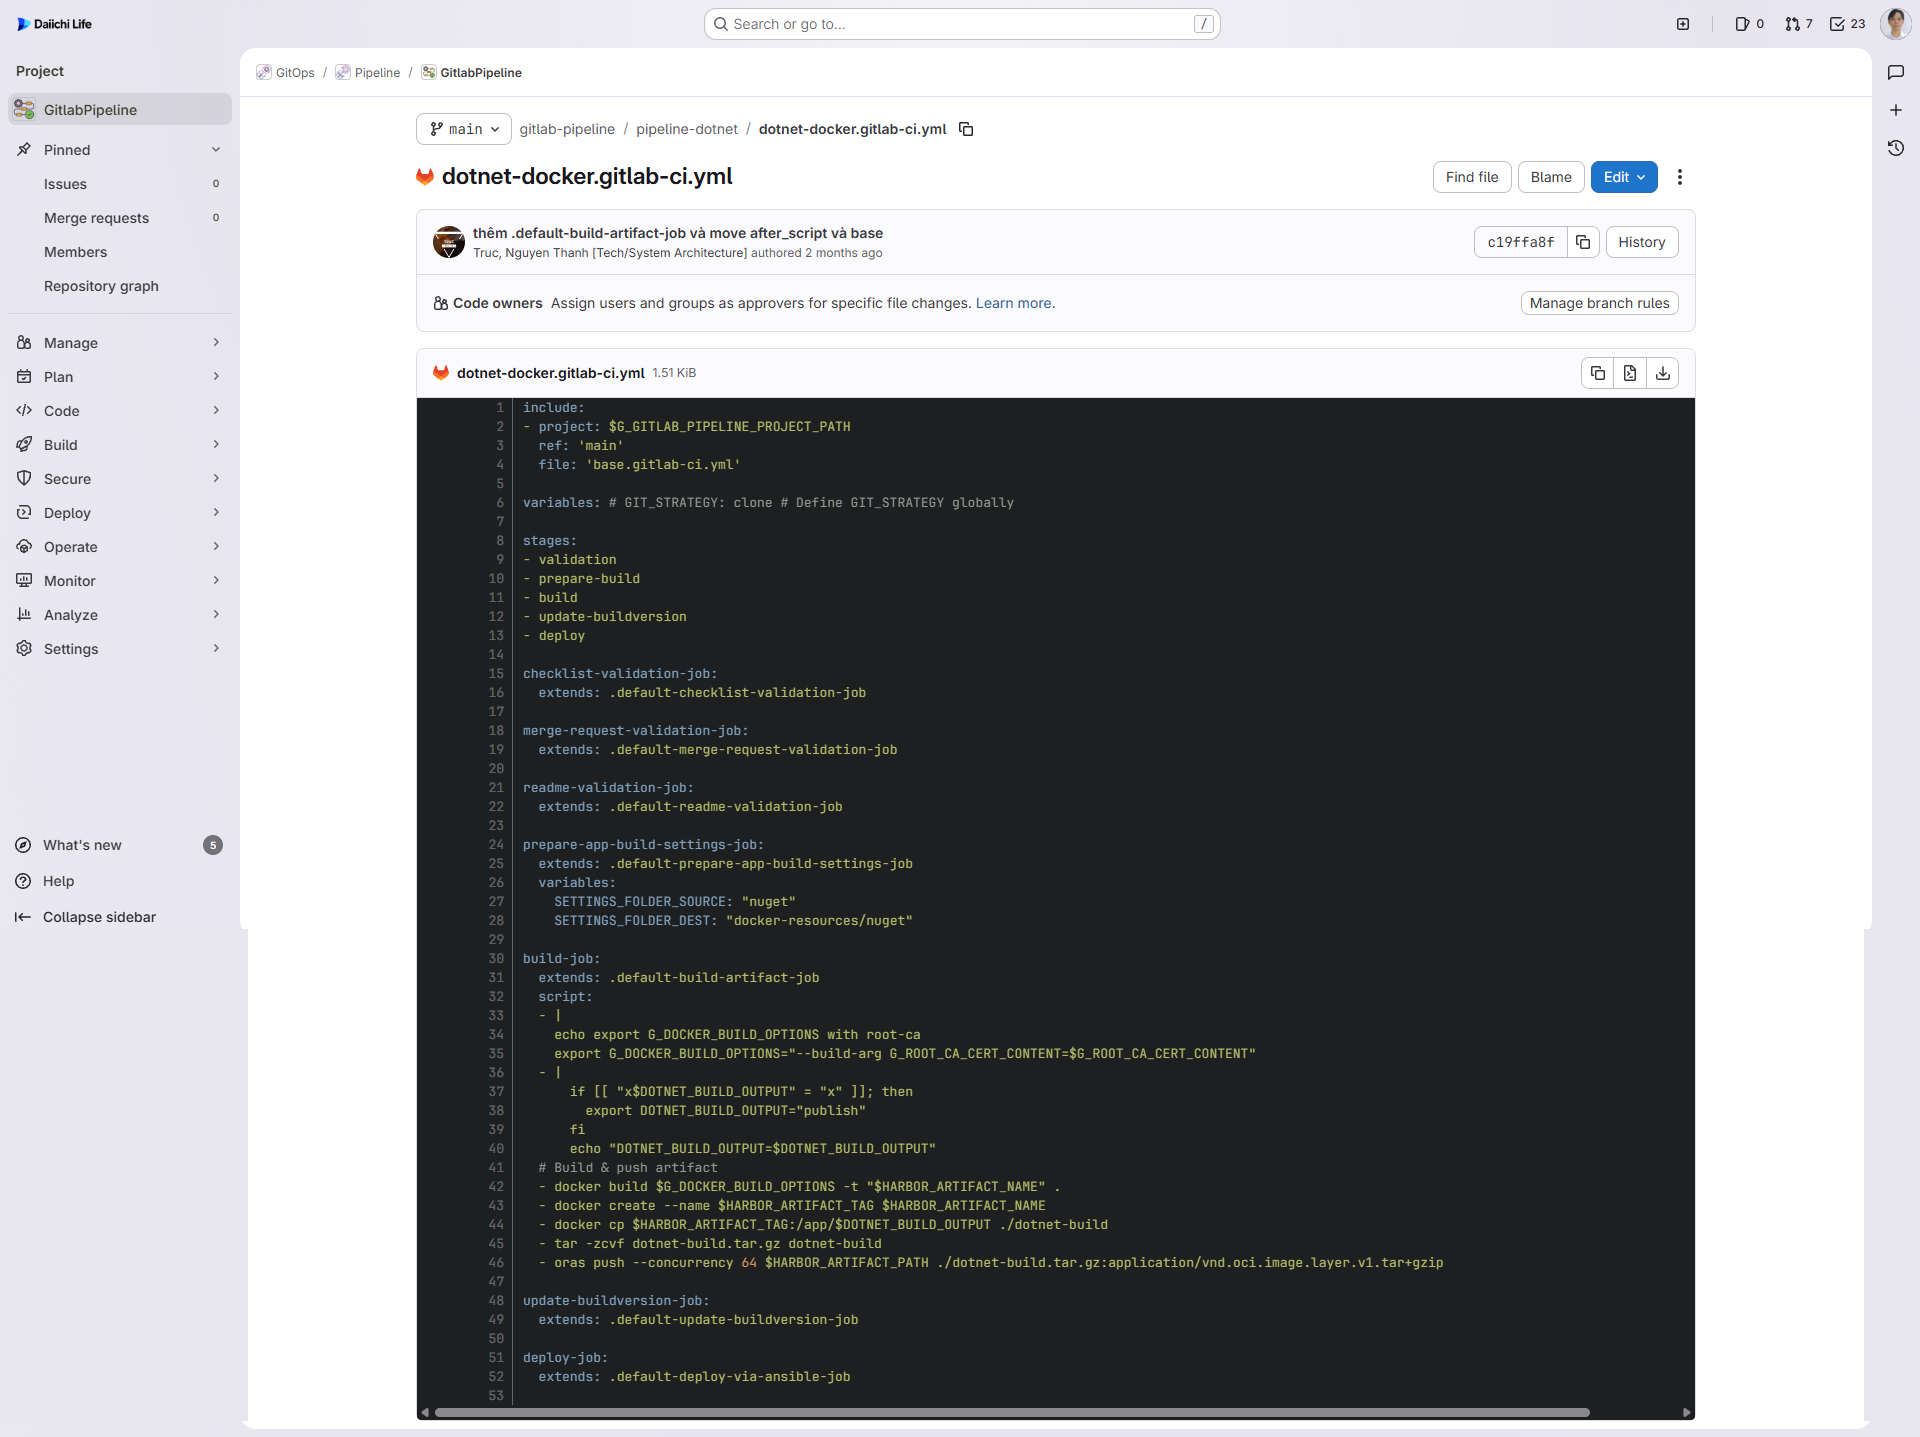 Daiichi Life
Search or go to...
/
0
7
23
Project
GitlabPipeline
Pinned
Issues
0
Merge requests
0
Members
Repository graph
Manage
Plan
Code
Build
Secure
Deploy
Operate
Monitor
Analyze
Settings
What's new
5
Help
Collapse sidebar
GitOps / Pipeline / GitlabPipeline
main
gitlab-pipeline / pipeline-dotnet / dotnet-docker.gitlab-ci.yml
dotnet-docker.gitlab-ci.yml
Find file
Blame
Edit
thêm .default-build-artifact-job và move after_script và base
Truc, Nguyen Thanh [Tech/System Architecture] authored 2 months ago
c19ffa8f
History
Code owners Assign users and groups as approvers for specific file changes. Learn more.
Manage branch rules
dotnet-docker.gitlab-ci.yml 1.51 KiB
1 include:
2 - project: $G_GITLAB_PIPELINE_PROJECT_PATH
3   ref: 'main'
4   file: 'base.gitlab-ci.yml'
5
6 variables: # GIT_STRATEGY: clone # Define GIT_STRATEGY globally
7
8 stages:
9 - validation
10 - prepare-build
11 - build
12 - update-buildversion
13 - deploy
14
15 checklist-validation-job:
16   extends: .default-checklist-validation-job
17
18 merge-request-validation-job:
19   extends: .default-merge-request-validation-job
20
21 readme-validation-job:
22   extends: .default-readme-validation-job
23
24 prepare-app-build-settings-job:
25   extends: .default-prepare-app-build-settings-job
26   variables:
27     SETTINGS_FOLDER_SOURCE: "nuget"
28     SETTINGS_FOLDER_DEST: "docker-resources/nuget"
29
30 build-job:
31   extends: .default-build-artifact-job
32   script:
33   - |
34     echo export G_DOCKER_BUILD_OPTIONS with root-ca
35     export G_DOCKER_BUILD_OPTIONS="--build-arg G_ROOT_CA_CERT_CONTENT=$G_ROOT_CA_CERT_CONTENT"
36   - |
37       if [[ "x$DOTNET_BUILD_OUTPUT" = "x" ]]; then
38         export DOTNET_BUILD_OUTPUT="publish"
39       fi
40       echo "DOTNET_BUILD_OUTPUT=$DOTNET_BUILD_OUTPUT"
41   # Build & push artifact
42   - docker build $G_DOCKER_BUILD_OPTIONS -t "$HARBOR_ARTIFACT_NAME" .
43   - docker create --name $HARBOR_ARTIFACT_TAG $HARBOR_ARTIFACT_NAME
44   - docker cp $HARBOR_ARTIFACT_TAG:/app/$DOTNET_BUILD_OUTPUT ./dotnet-build
45   - tar -zcvf dotnet-build.tar.gz dotnet-build
46   - oras push --concurrency 64 $HARBOR_ARTIFACT_PATH ./dotnet-build.tar.gz:application/vnd.oci.image.layer.v1.tar+gzip
47
48 update-buildversion-job:
49   extends: .default-update-buildversion-job
50
51 deploy-job:
52   extends: .default-deploy-via-ansible-job
53